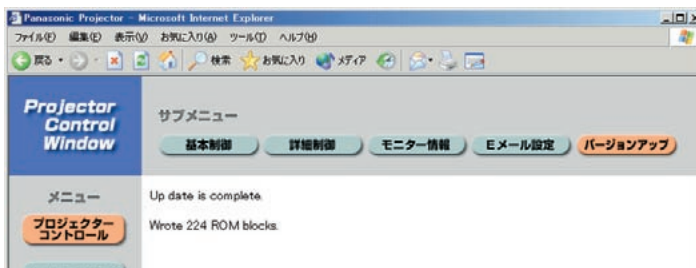 Panasonic Projector - Microsoft Internet Explorer
ファイル(F) 編集(E) 表示(V) お気に入り(A) ツール(T) ヘルプ(H)
戻る 検索 お気に入り メディア
Projector
Control
Window
サブメニュー
基本制御 詳細制御 モニター情報 Eメール設定 バージョンアップ
メニュー
プロジェクター
コントロール
Up date is complete.
Wrote 224 ROM blocks.